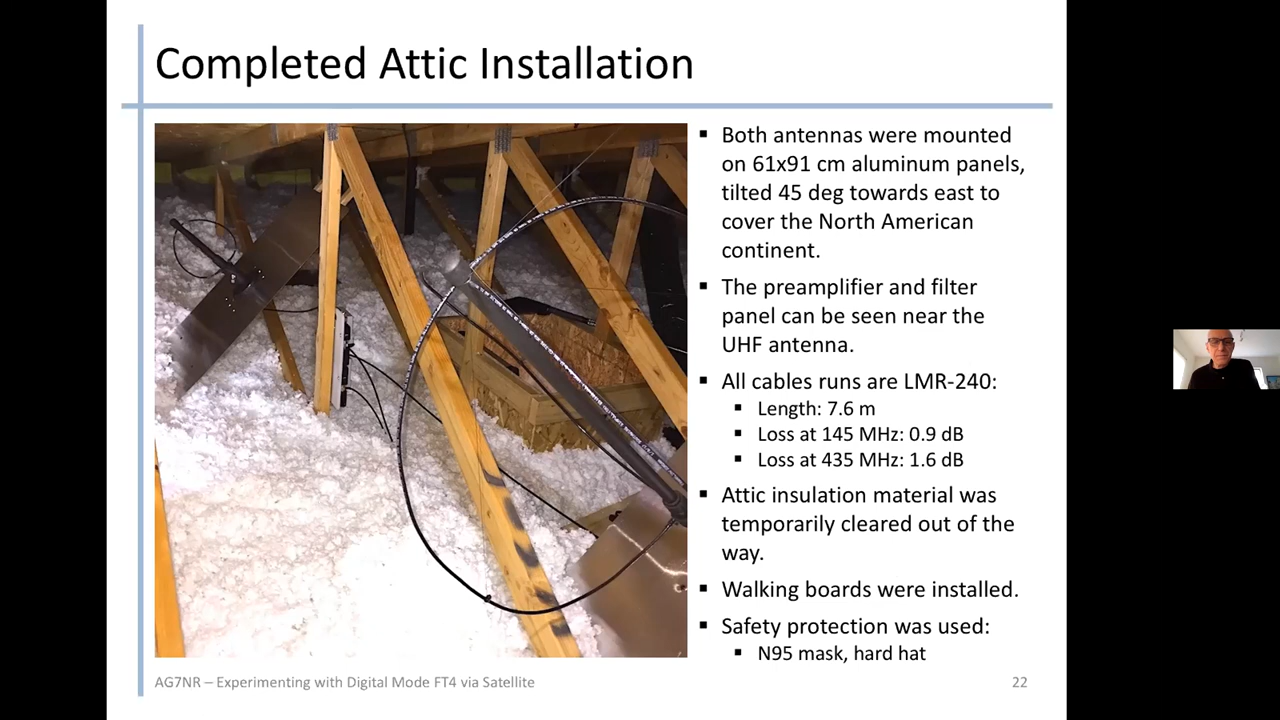 Completed Attic Installation
▪ Both antennas were mounted
on 61x91 cm aluminum panels,
tilted 45 deg towards east to
cover the North American
continent.
▪ The preamplifier and filter
panel can be seen near the
UHF antenna.
▪ All cables runs are LMR-240:
▪ Length: 7.6 m
▪ Loss at 145 MHz: 0.9 dB
▪ Loss at 435 MHz: 1.6 dB
▪ Attic insulation material was
temporarily cleared out of the
way.
▪ Walking boards were installed.
▪ Safety protection was used:
▪ N95 mask, hard hat
AG7NR – Experimenting with Digital Mode FT4 via Satellite
22